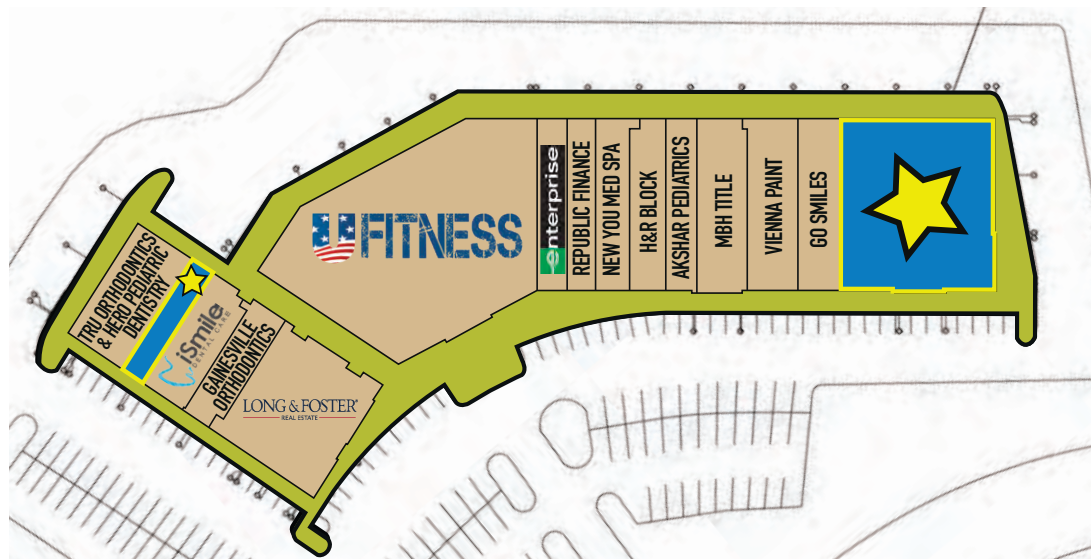 TRU ORTHODONTICS
& HERO PEDIATRIC
DENTISTRY
iSmile
DENTAL CARE
GAINESVILLE
ORTHODONTICS
LONG & FOSTER®
REAL ESTATE
U FITNESS
enterprise
REPUBLIC FINANCE
NEW YOU MED SPA
H&R BLOCK
AKSHAR PEDIATRICS
MBH TITLE
VIENNA PAINT
GO SMILES